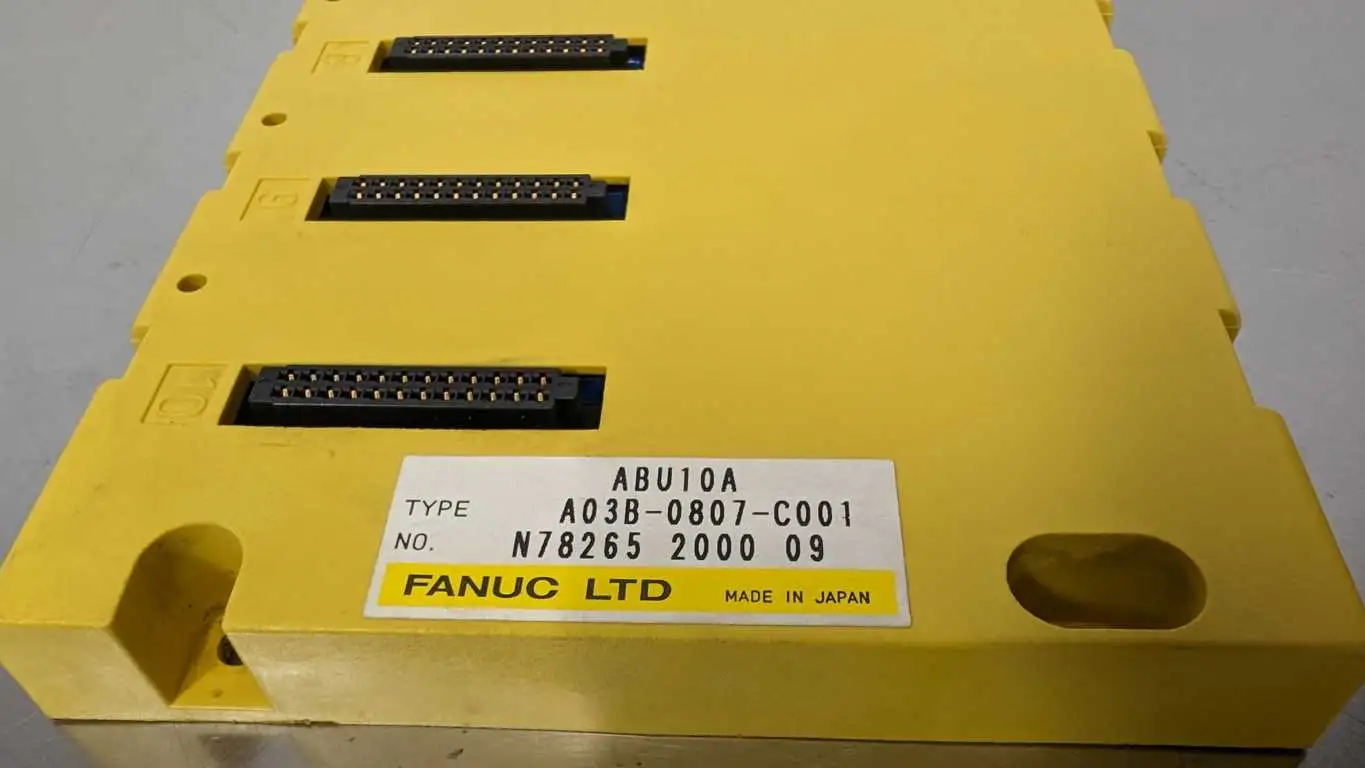 8
9
10
ABU10A
TYPE A03B-0807-C001
NO. N78265 2000 09
FANUC LTD MADE IN JAPAN